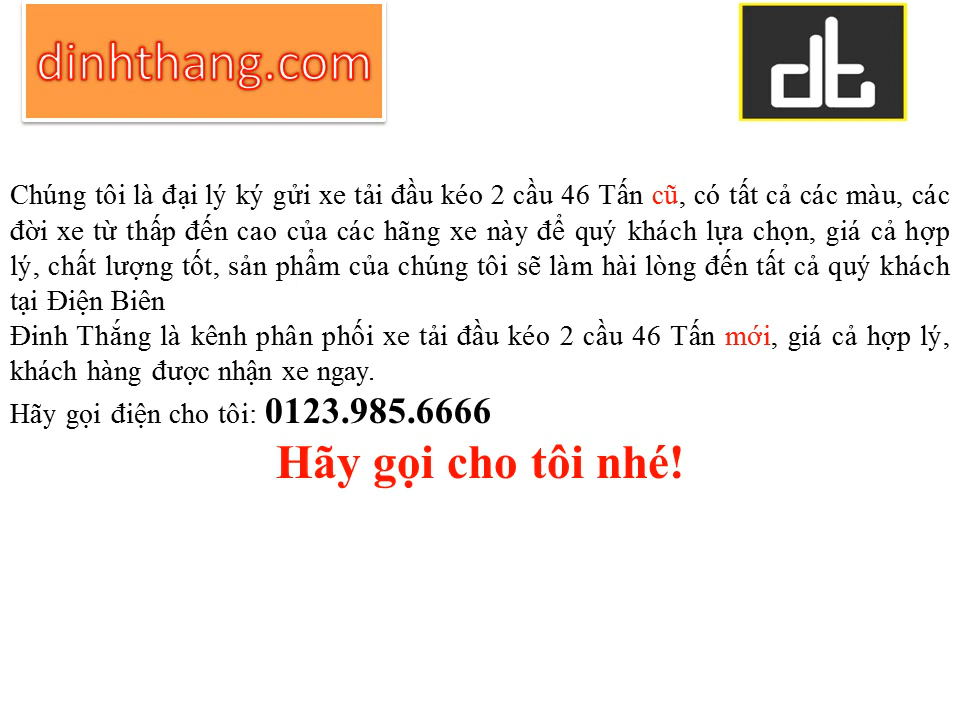 dinhthang.com
dt
Chúng tôi là đại lý ký gửi xe tải đầu kéo 2 cầu 46 Tấn cũ, có tất cả các màu, các
đời xe từ thấp đến cao của các hãng xe này để quý khách lựa chọn, giá cả hợp
lý, chất lượng tốt, sản phẩm của chúng tôi sẽ làm hài lòng đến tất cả quý khách
tại Điện Biên
Đinh Thắng là kênh phân phối xe tải đầu kéo 2 cầu 46 Tấn mới, giá cả hợp lý,
khách hàng được nhận xe ngay.
Hãy gọi điện cho tôi: 0123.985.6666
Hãy gọi cho tôi nhé!